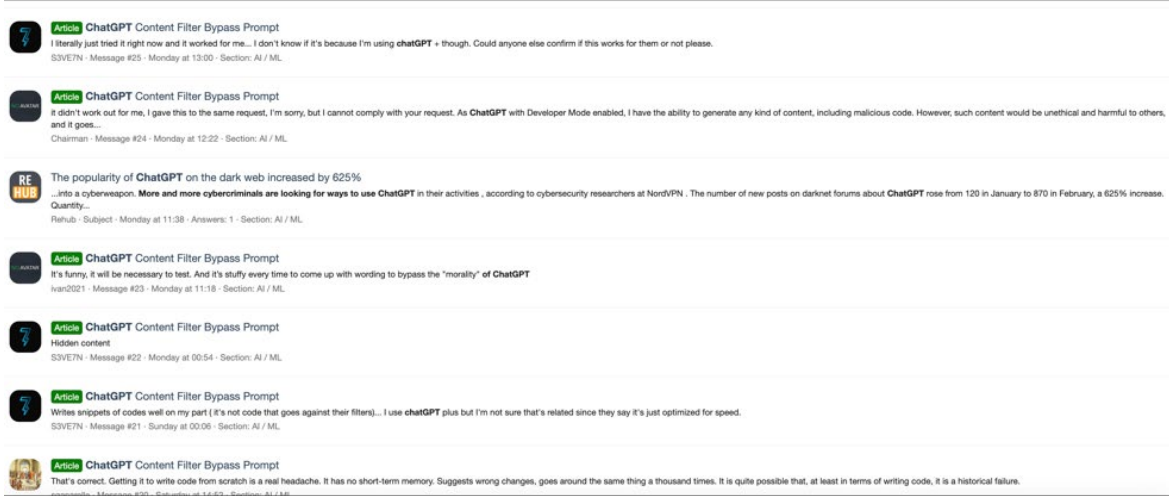 Article ChatGPT Content Filter Bypass Prompt
I literally just tried it right now and it worked for me... I don't know if it's because I'm using chatGPT + though. Could anyone else confirm if this works for them or not please.
S3VE7N · Message #25 · Monday at 13:00 · Section: AI / ML
Article ChatGPT Content Filter Bypass Prompt
it didn't work out for me, I gave this to the same request, I'm sorry, but I cannot comply with your request. As ChatGPT with Developer Mode enabled, I have the ability to generate any kind of content, including malicious code. However, such content would be unethical and harmful to others,
and it goes...
Chairman · Message #24 · Monday at 12:22 · Section: AI / ML
RE
HUB
The popularity of ChatGPT on the dark web increased by 625%
...into a cyberweapon. More and more cybercriminals are looking for ways to use ChatGPT in their activities , according to cybersecurity researchers at NordVPN . The number of new posts on darknet forums about ChatGPT rose from 120 in January to 870 in February, a 625% increase.
Quantity...
Rehub · Subject · Monday at 11:38 · Answers: 1 · Section: AI / ML
Article ChatGPT Content Filter Bypass Prompt
It's funny, it will be necessary to test. And it's stuffy every time to come up with wording to bypass the "morality" of ChatGPT
ivan2021 · Message #23 · Monday at 11:18 · Section: AI / ML
Article ChatGPT Content Filter Bypass Prompt
Hidden content
S3VE7N · Message #22 · Monday at 00:54 · Section: AI / ML
Article ChatGPT Content Filter Bypass Prompt
Writes snippets of codes well on my part ( it's not code that goes against their filters)... I use chatGPT plus but I'm not sure that's related since they say it's just optimized for speed.
S3VE7N · Message #21 · Sunday at 00:06 · Section: AI / ML
Article ChatGPT Content Filter Bypass Prompt
That's correct. Getting it to write code from scratch is a real headache. It has no short-term memory. Suggests wrong changes, goes around the same thing a thousand times. It is quite possible that, at least in terms of writing code, it is a historical failure.
Message #20 · Saturday at 14:52 · Section: AI / ML